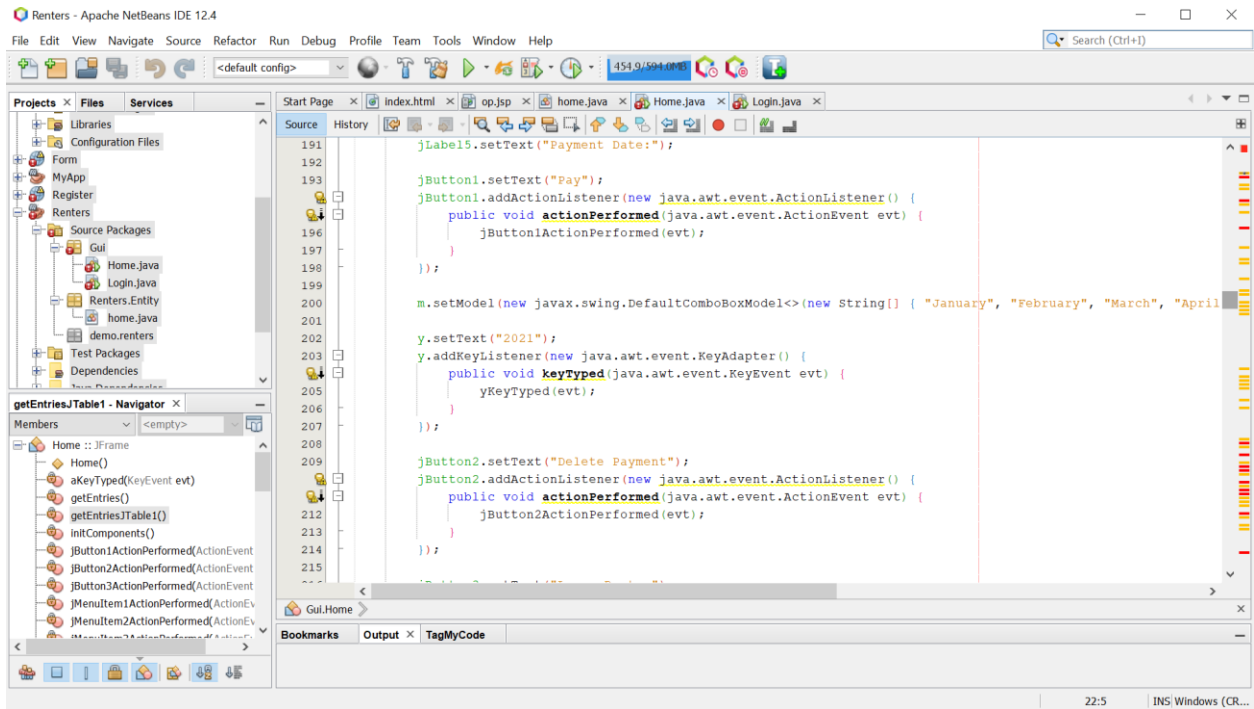 Renters - Apache NetBeans IDE 12.4
File Edit View Navigate Source Refactor Run Debug Profile Team Tools Window Help
Search (Ctrl+I)
<default config>
454,9/594,0MB
Projects Files Services
Start Page index.html op.jsp home.java Home.java Login.java
Source History
Libraries
Configuration Files
Form
MyApp
Register
Renters
Source Packages
Gui
Home.java
Login.java
Renters.Entity
home.java
demo.renters
Test Packages
Dependencies
Java Dependencies
getEntriesJTable1 - Navigator
Members <empty>
Home :: JFrame
Home()
aKeyTyped(KeyEvent evt)
getEntries()
getEntriesJTable1()
initComponents()
jButton1ActionPerformed(ActionEvent
jButton2ActionPerformed(ActionEvent
jButton3ActionPerformed(ActionEvent
jMenuItem1ActionPerformed(ActionEv
jMenuItem2ActionPerformed(ActionEv
191 jLabel5.setText("Payment Date:");
192
193 jButton1.setText("Pay");
jButton1.addActionListener(new java.awt.event.ActionListener() {
public void actionPerformed(java.awt.event.ActionEvent evt) {
196 jButton1ActionPerformed(evt);
197 }
198 });
199
200 m.setModel(new javax.swing.DefaultComboBoxModel<>(new String[] { "January", "February", "March", "April
201
202 y.setText("2021");
203 y.addKeyListener(new java.awt.event.KeyAdapter() {
public void keyTyped(java.awt.event.KeyEvent evt) {
205 yKeyTyped(evt);
206 }
207 });
208
209 jButton2.setText("Delete Payment");
jButton2.addActionListener(new java.awt.event.ActionListener() {
public void actionPerformed(java.awt.event.ActionEvent evt) {
212 jButton2ActionPerformed(evt);
213 }
214 });
215
Gui.Home
Bookmarks Output TagMyCode
22:5 INS Windows (CR...